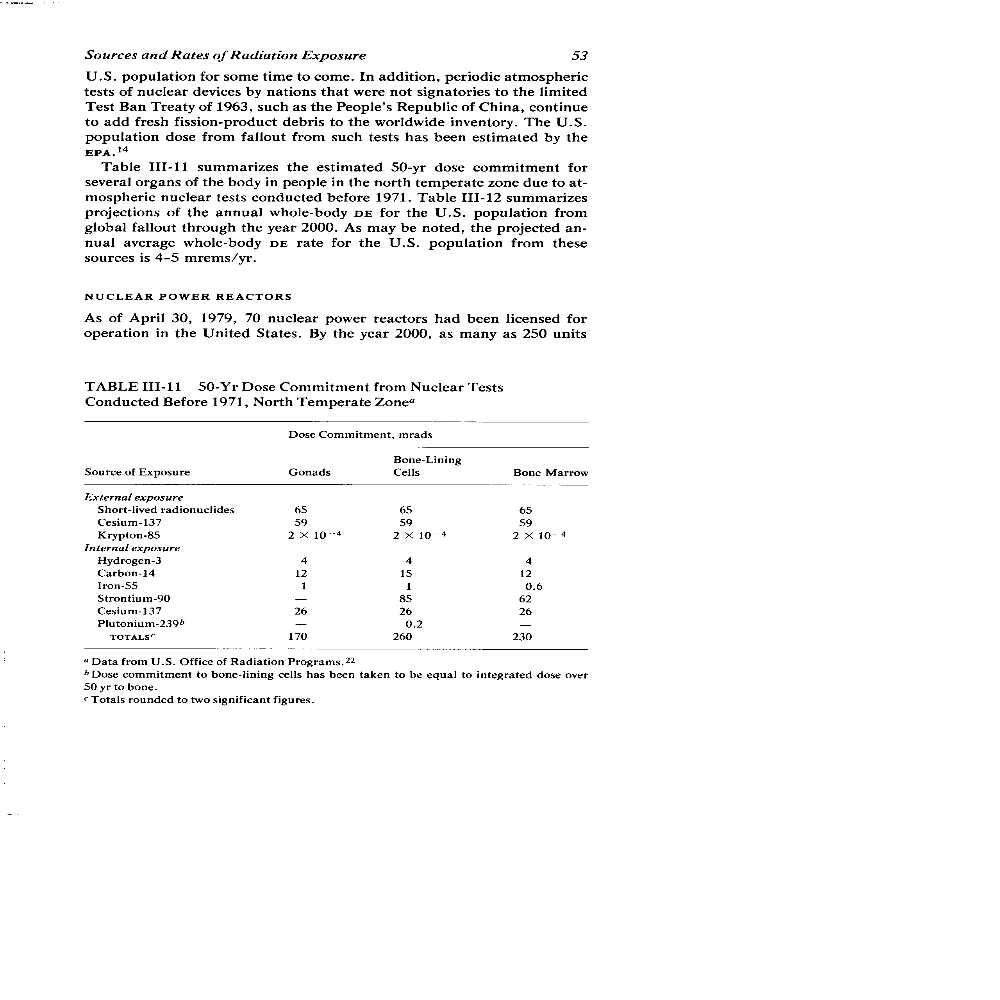 Sources and Rates of Radiation Exposure 53
U.S. population for some time to come. In addition, periodic atmospheric
tests of nuclear devices by nations that were not signatories to the limited
Test Ban Treaty of 1963, such as the People's Republic of China, continue
to add fresh fission-product debris to the worldwide inventory. The U.S.
population dose from fallout from such tests has been estimated by the
EPA.14
Table III-11 summarizes the estimated 50-yr dose commitment for
several organs of the body in people in the north temperate zone due to at-
mospheric nuclear tests conducted before 1971. Table III-12 summarizes
projections of the annual whole-body DE for the U.S. population from
global fallout through the year 2000. As may be noted, the projected an-
nual average whole-body DE rate for the U.S. population from these
sources is 4–5 mrems/yr.
NUCLEAR POWER REACTORS
As of April 30, 1979, 70 nuclear power reactors had been licensed for
operation in the United States. By the year 2000, as many as 250 units
TABLE III-11 50-Yr Dose Commitment from Nuclear Tests
Conducted Before 1971, North Temperate Zonea
Dose Commitment, mrads
Bone-Lining
Source of Exposure Gonads Cells Bone Marrow
External exposure
Short-lived radionuclides 65 65 65
Cesium-137 59 59 59
Krypton-85 2 × 10−4 2 × 10−4 2 × 10−4
Internal exposure
Hydrogen-3 4 4 4
Carbon-14 12 15 12
Iron-55 1 1 0.6
Strontium-90 — 85 62
Cesium-137 26 26 26
Plutonium-239b — 0.2 —
TOTALSc 170 260 230
a Data from U.S. Office of Radiation Programs.22
b Dose commitment to bone-lining cells has been taken to be equal to integrated dose over
50 yr to bone.
c Totals rounded to two significant figures.